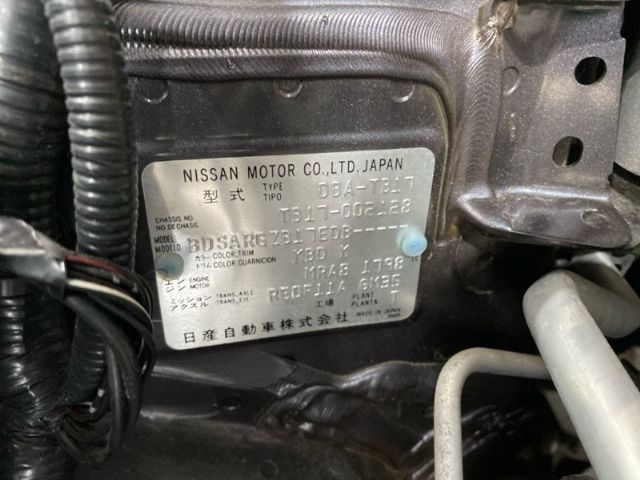 NISSAN MOTOR CO.,LTD. JAPAN
型式 TYPE TIPO DBA-TB17
CHASSIS NO NO DE CHASIS TB17-002128
MODEL MODELO BDSARGZB17EDB-----
カラー COLOR,TRIM トリム COLOR,GUARNICION KBD K
エンジン ENGINE MOTOR MRA8 1798 CC
ミッション アクスル TRANS. AXLE TRANS. EJE RE0F11A GM35
工場 PLANT PLANTA T
日産自動車株式会社 MADE IN JAPAN